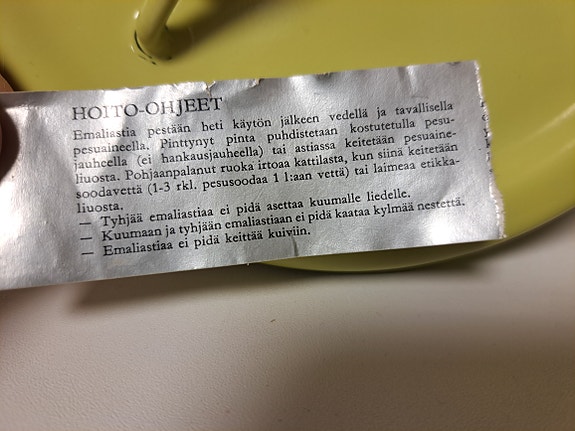 HOITO-OHJEET
Emaliastia pestään heti käytön jälkeen vedellä ja tavallisella
pesuaineella. Pinttynyt pinta puhdistetaan kostutetulla pesu-
jauheella (ei hankausjauheella) tai astiassa keitetään pesuaine-
liuosta. Pohjaanpalanut ruoka irtoaa kattilasta, kun siinä keitetään
soodavettä (1-3 rkl. pesusoodaa 1 l:aan vettä) tai laimeaa etikka-
liuosta.
— Tyhjää emaliastiaa ei pidä asettaa kuumalle liedelle.
— Kuumaan ja tyhjään emaliastiaan ei pidä kaataa kylmää nestettä.
— Emaliastiaa ei pidä keittää kuiviin.